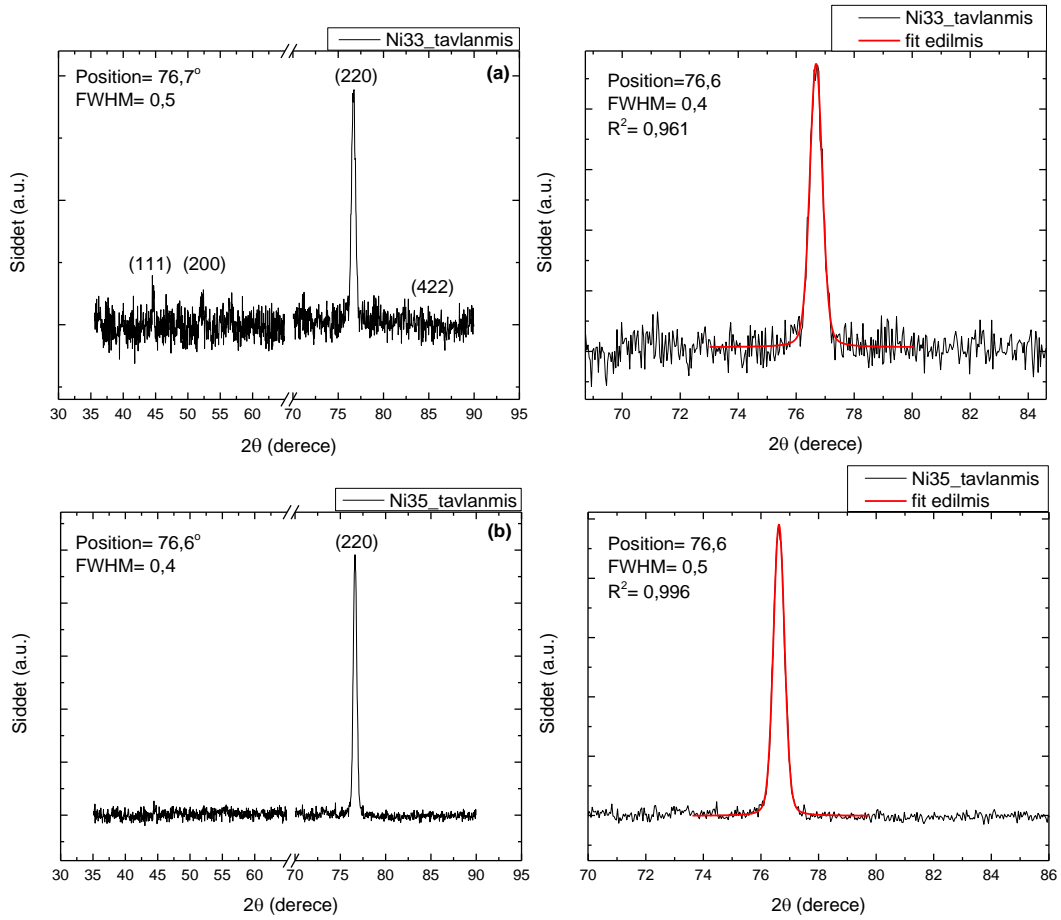 Ni33_tavlanmis
Position= 76,7°
FWHM= 0,5
(220)
(a)
(111)
(200)
(422)
Siddet (a.u.)
30 35 40 45 50 55 60 70 75 80 85 90 95
2θ (derece)
Ni33_tavlanmis
fit edilmis
Position=76,6
FWHM= 0,4
R²= 0,961
Siddet (a.u.)
70 72 74 76 78 80 82 84
2θ (derece)
Ni35_tavlanmis
Position= 76,6°
FWHM= 0,4
(220)
(b)
Siddet (a.u.)
30 35 40 45 50 55 60 70 75 80 85 90 95
2θ (derece)
Ni35_tavlanmis
fit edilmis
Position= 76,6
FWHM= 0,5
R²= 0,996
Siddet (a.u.)
70 72 74 76 78 80 82 84 86
2θ (derece)